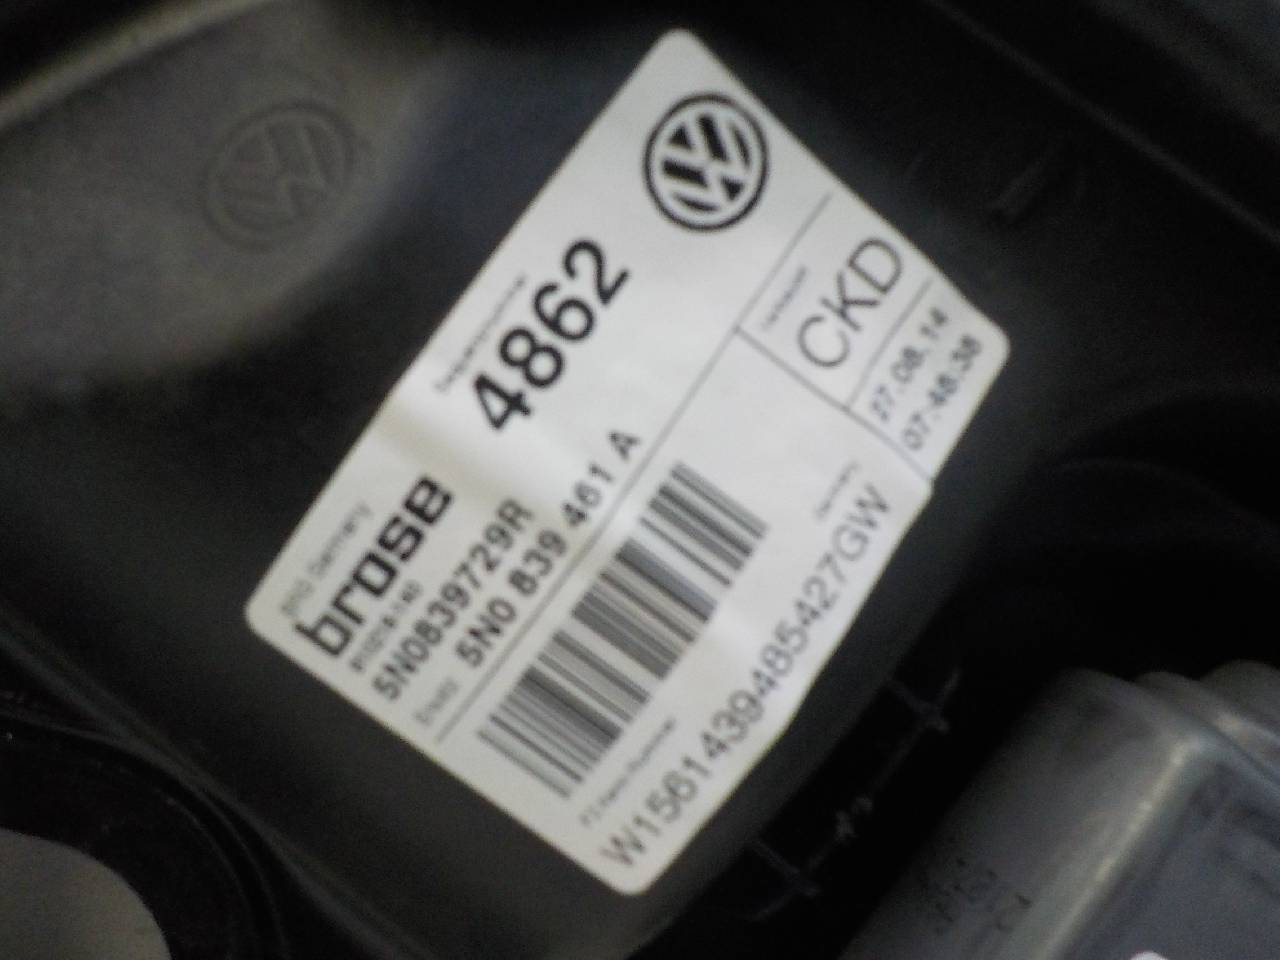 4862
CKD
27.08.14
07:46:38
brose
5N0839729R
5N0 839 461 A
W1561439485427GW